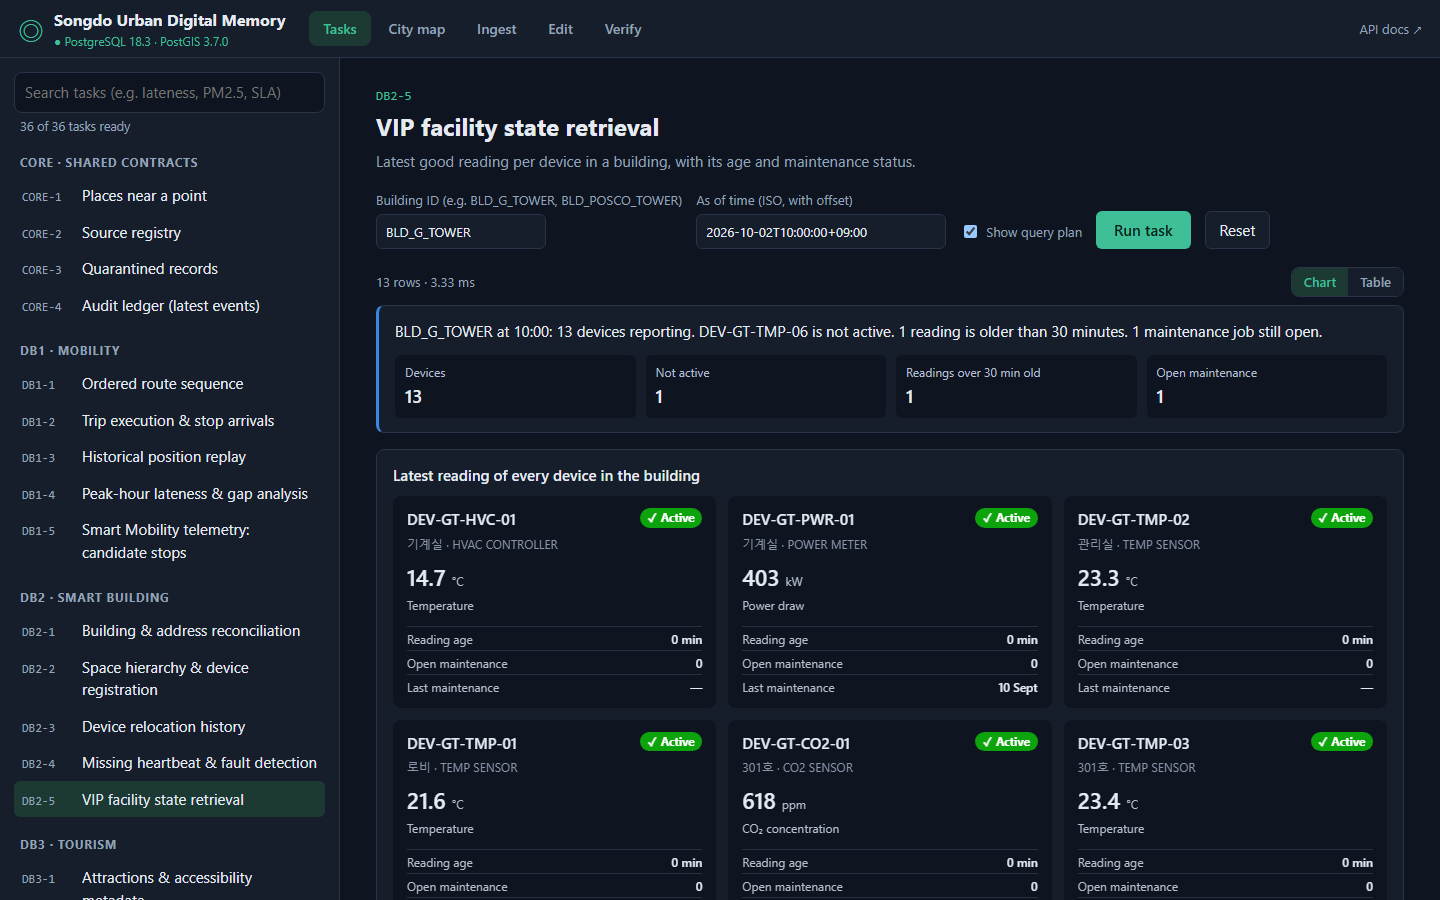 Songdo Urban Digital Memory
● PostgreSQL 18.3 · PostGIS 3.7.0
Tasks
City map
Ingest
Edit
Verify
API docs ↗
Search tasks (e.g. lateness, PM2.5, SLA)
36 of 36 tasks ready
CORE · SHARED CONTRACTS
CORE-1 Places near a point
CORE-2 Source registry
CORE-3 Quarantined records
CORE-4 Audit ledger (latest events)
DB1 · MOBILITY
DB1-1 Ordered route sequence
DB1-2 Trip execution & stop arrivals
DB1-3 Historical position replay
DB1-4 Peak-hour lateness & gap analysis
DB1-5 Smart Mobility telemetry:
candidate stops
DB2 · SMART BUILDING
DB2-1 Building & address reconciliation
DB2-2 Space hierarchy & device
registration
DB2-3 Device relocation history
DB2-4 Missing heartbeat & fault detection
DB2-5 VIP facility state retrieval
DB3 · TOURISM
DB3-1 Attractions & accessibility
metadata
DB2-5
VIP facility state retrieval
Latest good reading per device in a building, with its age and maintenance status.
Building ID (e.g. BLD_G_TOWER, BLD_POSCO_TOWER)
As of time (ISO, with offset)
BLD_G_TOWER
2026-10-02T10:00:00+09:00
Show query plan
Run task
Reset
13 rows · 3.33 ms
Chart
Table
BLD_G_TOWER at 10:00: 13 devices reporting. DEV-GT-TMP-06 is not active. 1 reading is older than 30 minutes. 1 maintenance job still open.
Devices
13
Not active
1
Readings over 30 min old
1
Open maintenance
1
Latest reading of every device in the building
DEV-GT-HVC-01
✓ Active
기계실 · HVAC CONTROLLER
14.7 °C
Temperature
Reading age 0 min
Open maintenance 0
Last maintenance —
DEV-GT-PWR-01
✓ Active
기계실 · POWER METER
403 kW
Power draw
Reading age 0 min
Open maintenance 0
Last maintenance 10 Sept
DEV-GT-TMP-02
✓ Active
관리실 · TEMP SENSOR
23.3 °C
Temperature
Reading age 0 min
Open maintenance 0
Last maintenance —
DEV-GT-TMP-01
✓ Active
로비 · TEMP SENSOR
21.6 °C
Temperature
Reading age 0 min
Open maintenance 0
DEV-GT-CO2-01
✓ Active
301호 · CO2 SENSOR
618 ppm
CO₂ concentration
Reading age 0 min
Open maintenance 0
DEV-GT-TMP-03
✓ Active
301호 · TEMP SENSOR
23.4 °C
Temperature
Reading age 0 min
Open maintenance 0